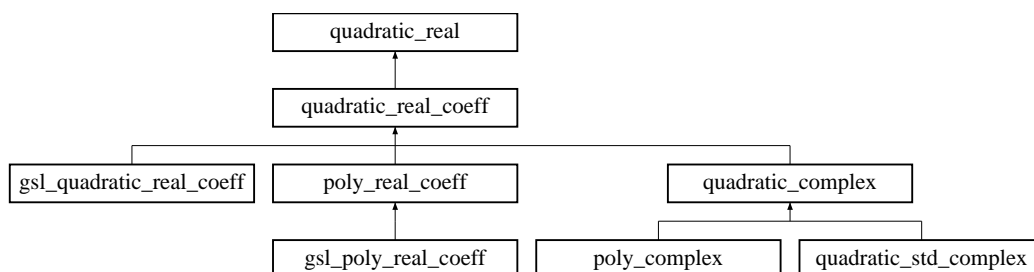 quadratic_real
quadratic_real_coeff
gsl_quadratic_real_coeff
poly_real_coeff
quadratic_complex
gsl_poly_real_coeff
poly_complex
quadratic_std_complex